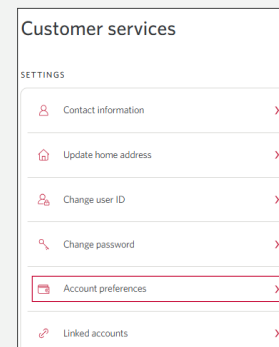 Customer services
SETTINGS
Contact information
Update home address
Change user ID
Change password
Account preferences
Linked accounts